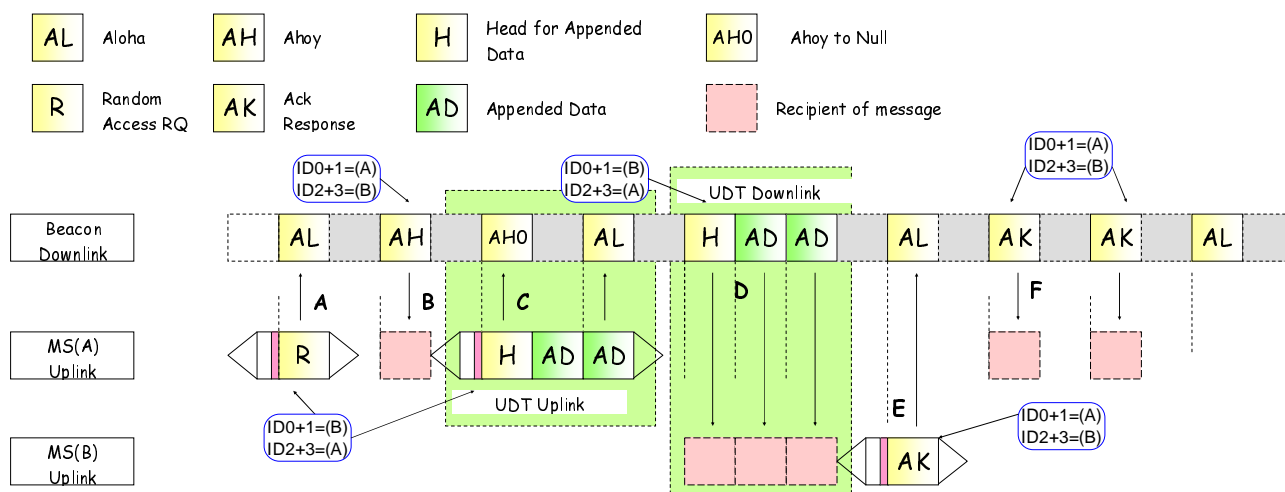 AL Aloha
AH Ahoy
H Head for Appended
Data
AH0 Ahoy to Null
R Random
Access RQ
AK Ack
Response
AD Appended Data
Recipient of message
ID0+1=(A)
ID2+3=(B)
ID0+1=(B)
ID2+3=(A)
UDT Downlink
ID0+1=(A)
ID2+3=(B)
Beacon
Downlink
AL AH AH0 AL H AD AD AL AK AK AL
A B C D F
MS(A)
Uplink
R H AD AD
UDT Uplink
ID0+1=(B)
ID2+3=(A)
E
ID0+1=(A)
ID2+3=(B)
MS(B)
Uplink
AK